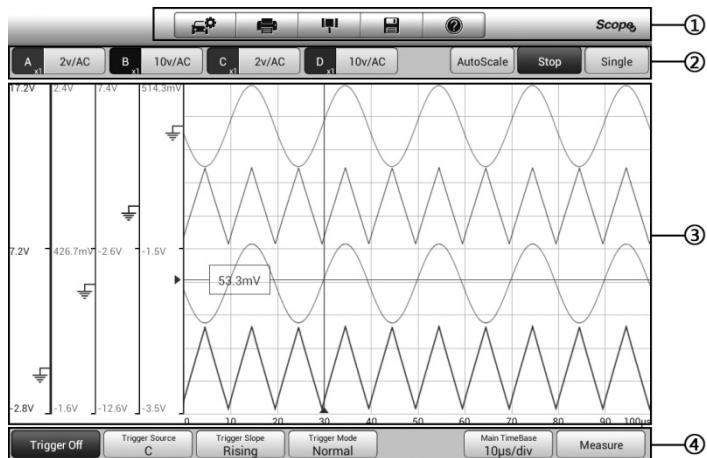 Scope
①
A x1 2v/AC B x1 10v/AC C x1 2v/AC D x1 10v/AC AutoScale Stop Single
②
17.2V 2.4V 7.4V 514.3mV
③
7.2V 426.7mV -2.6V -1.5V
53.3mV
-2.8V -1.6V -12.6V -3.5V
0 10 20 30 40 50 60 70 80 90 100µs
Trigger Off Trigger Source Trigger Slope Trigger Mode Main TimeBase Measure
C Rising Normal 10µs/div
④